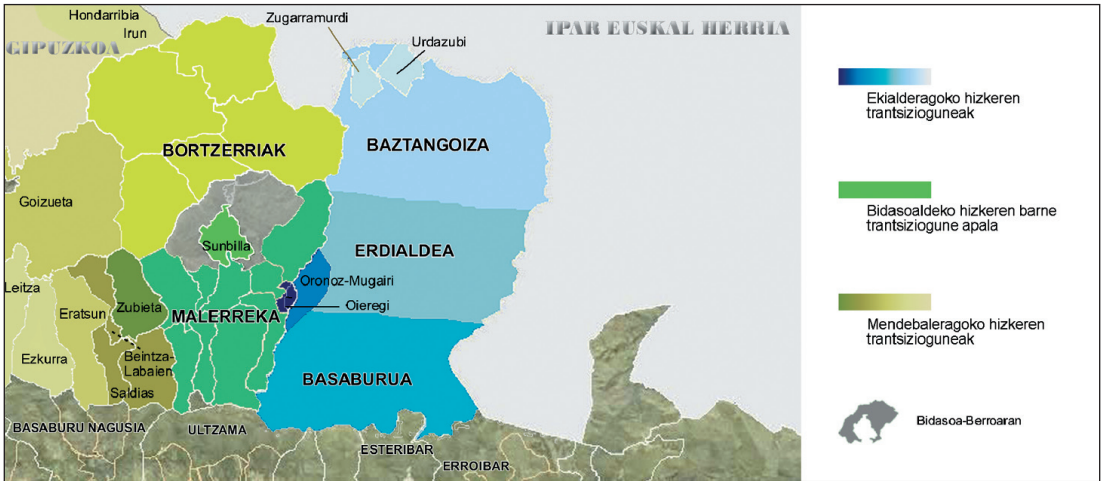 Hondarribia
Irun
GIPUZKOA
Zugarramurdi
Urdazubi
IPAR EUSKAL HERRIA
BORTZERRIAK
BAZTANGOIZA
Goizueta
Sunbilla
ERDIALDEA
Leitza
Eratsun
Zubieta
MALERREKA
Oronoz-Mugairi
Oieregi
Ezkurra
Beintza-
Labaien
Saldias
BASABURUA
BASABURU NAGUSIA
ULTZAMA
ESTERIBAR
ERROIBAR
Ekialderagoko hizkeren
trantsizioguneak
Bidasoaldeko hizkeren barne
trantsiziogune apala
Mendebaleragoko hizkeren
trantsizioguneak
Bidasoa-Berroaran